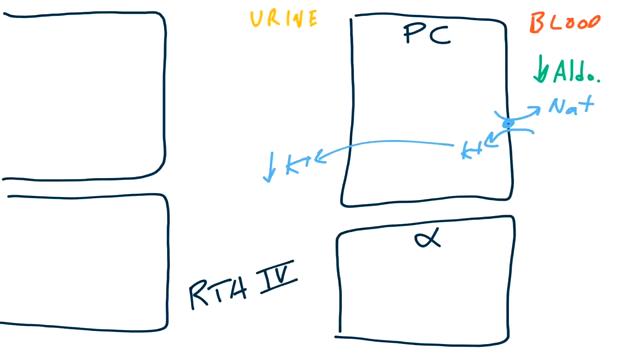 URINE
BLOOD
PC
↓ Aldo.
Na+
K+
↓ K+
α
RTA IV